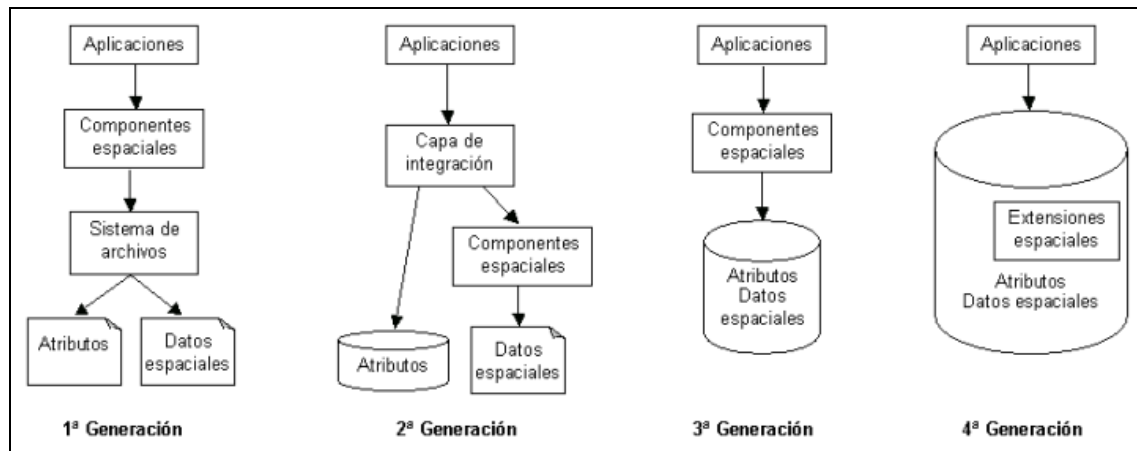 Aplicaciones
Componentes
espaciales
Sistema de
archivos
Atributos
Datos
espaciales
1ª Generación
Aplicaciones
Capa de
integración
Componentes
espaciales
Atributos
Datos
espaciales
2ª Generación
Aplicaciones
Componentes
espaciales
Atributos
Datos
espaciales
3ª Generación
Aplicaciones
Extensiones
espaciales
Atributos
Datos espaciales
4ª Generación